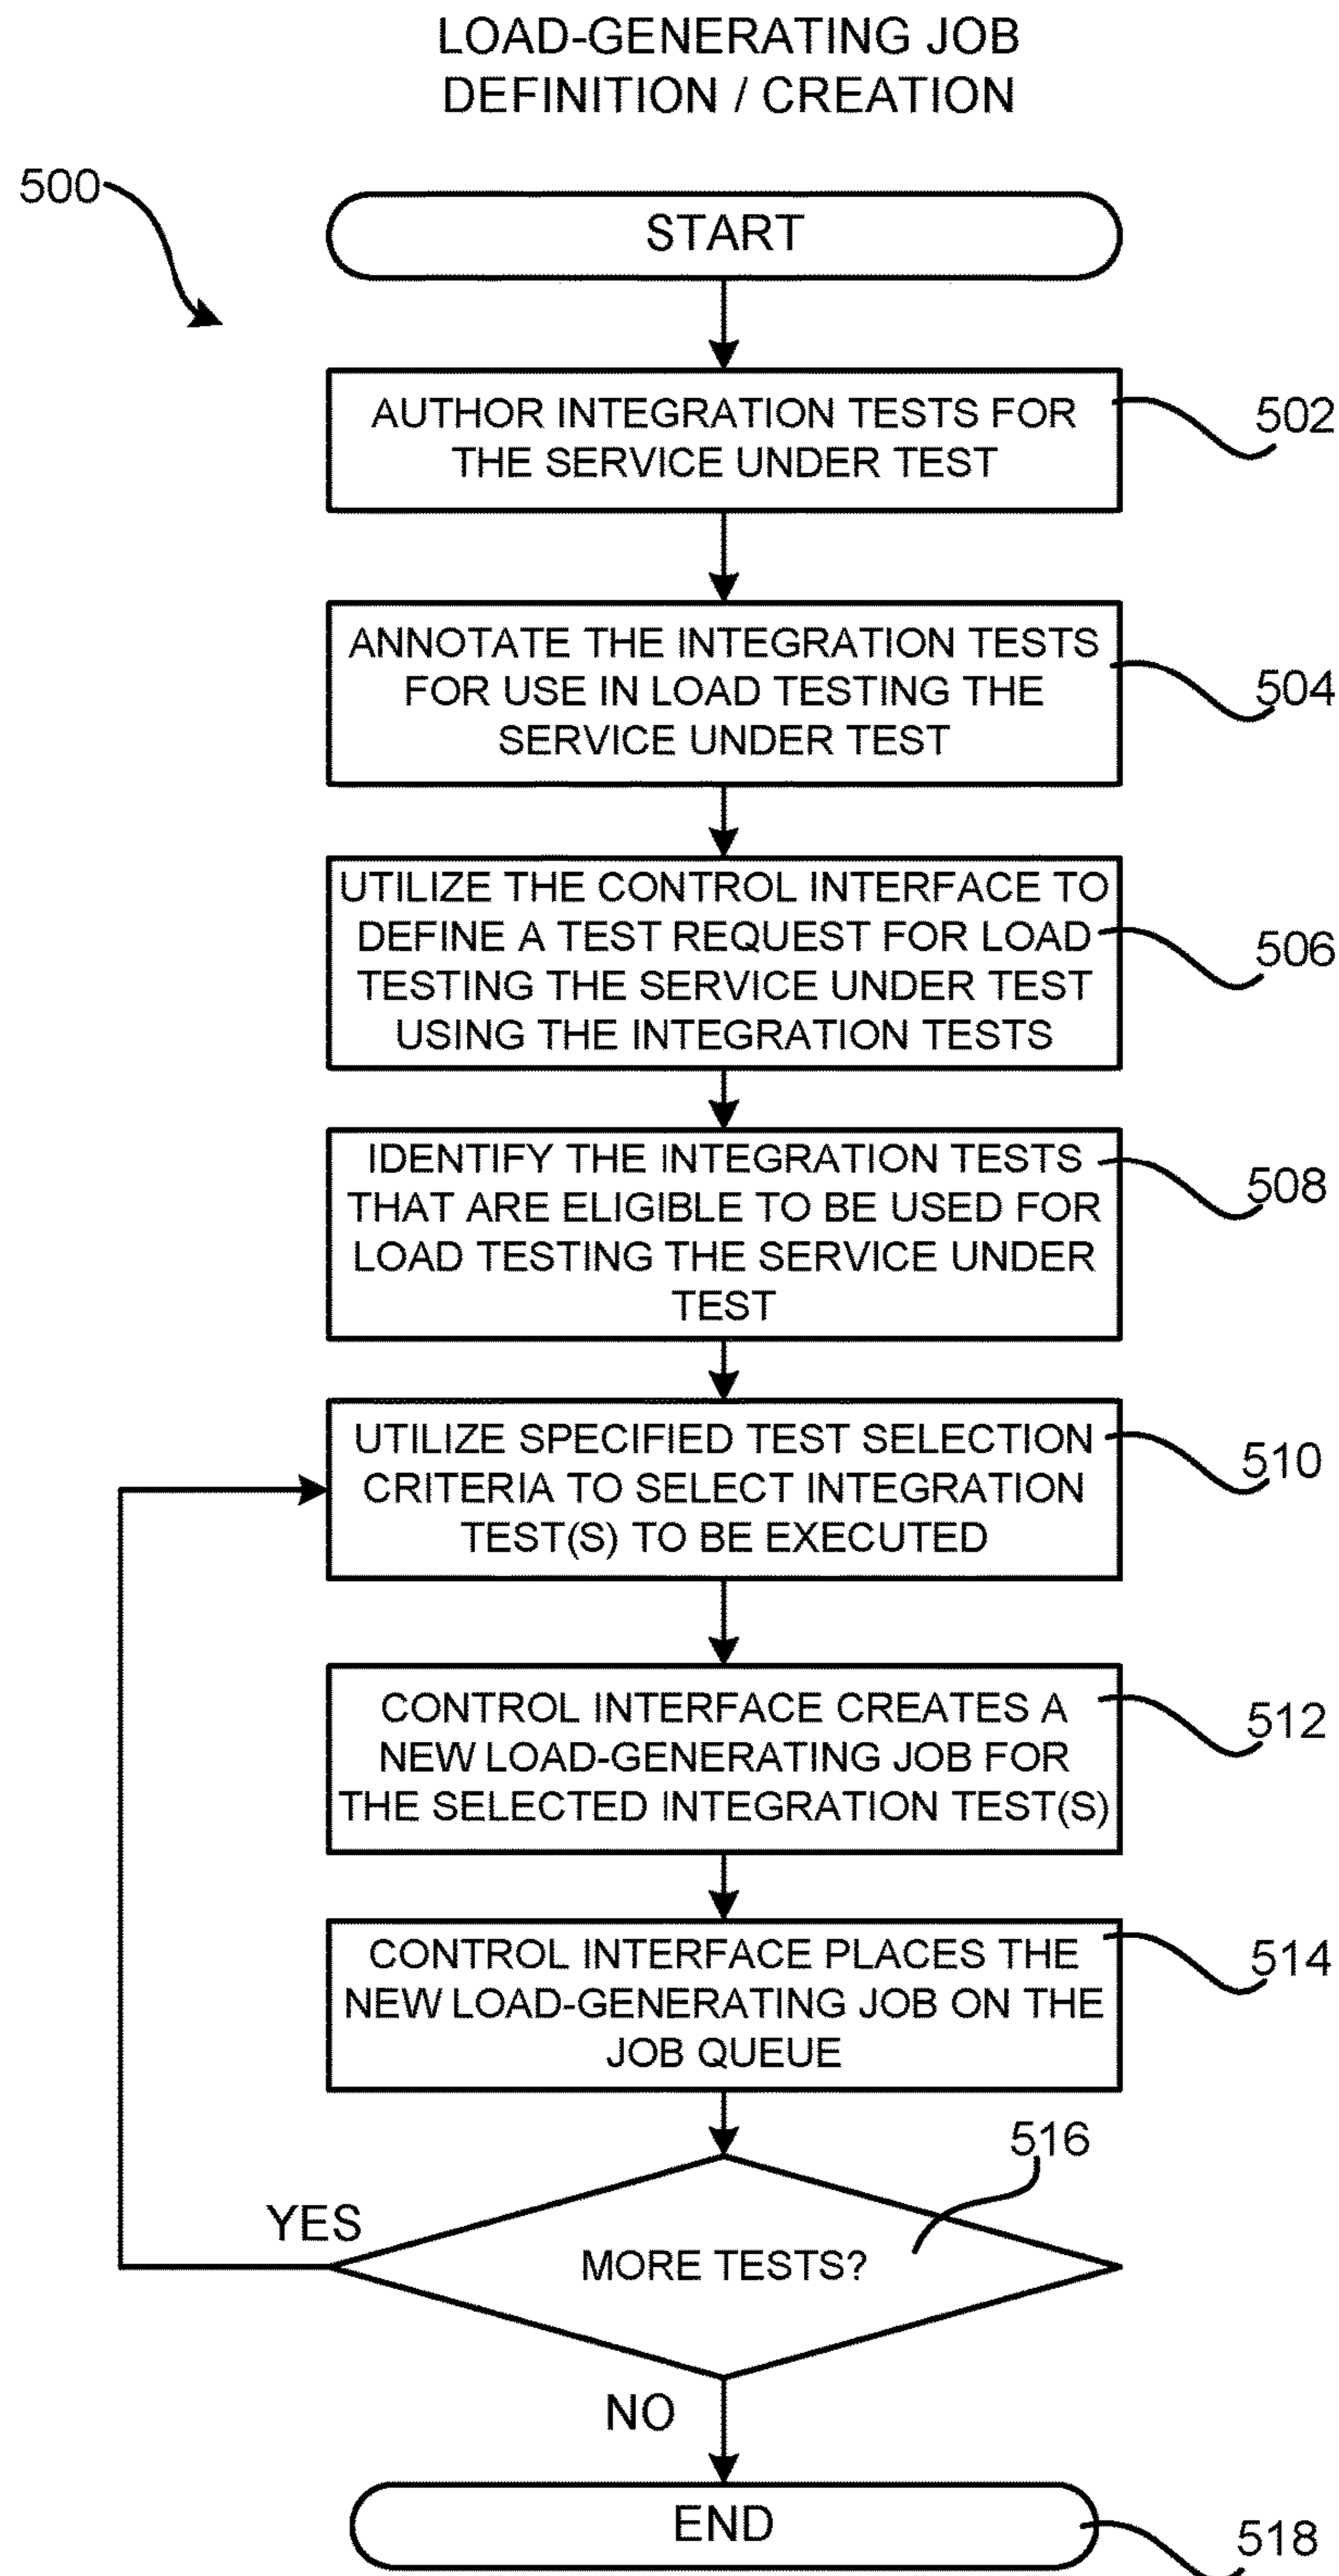 LOAD-GENERATING JOB
DEFINITION / CREATION
500
START
AUTHOR INTEGRATION TESTS FOR
THE SERVICE UNDER TEST
502
ANNOTATE THE INTEGRATION TESTS
FOR USE IN LOAD TESTING THE
SERVICE UNDER TEST
504
UTILIZE THE CONTROL INTERFACE TO
DEFINE A TEST REQUEST FOR LOAD
TESTING THE SERVICE UNDER TEST
USING THE INTEGRATION TESTS
506
IDENTIFY THE INTEGRATION TESTS
THAT ARE ELIGIBLE TO BE USED FOR
LOAD TESTING THE SERVICE UNDER
TEST
508
UTILIZE SPECIFIED TEST SELECTION
CRITERIA TO SELECT INTEGRATION
TEST(S) TO BE EXECUTED
510
CONTROL INTERFACE CREATES A
NEW LOAD-GENERATING JOB FOR
THE SELECTED INTEGRATION TEST(S)
512
CONTROL INTERFACE PLACES THE
NEW LOAD-GENERATING JOB ON THE
JOB QUEUE
514
516
YES
MORE TESTS?
NO
END
518